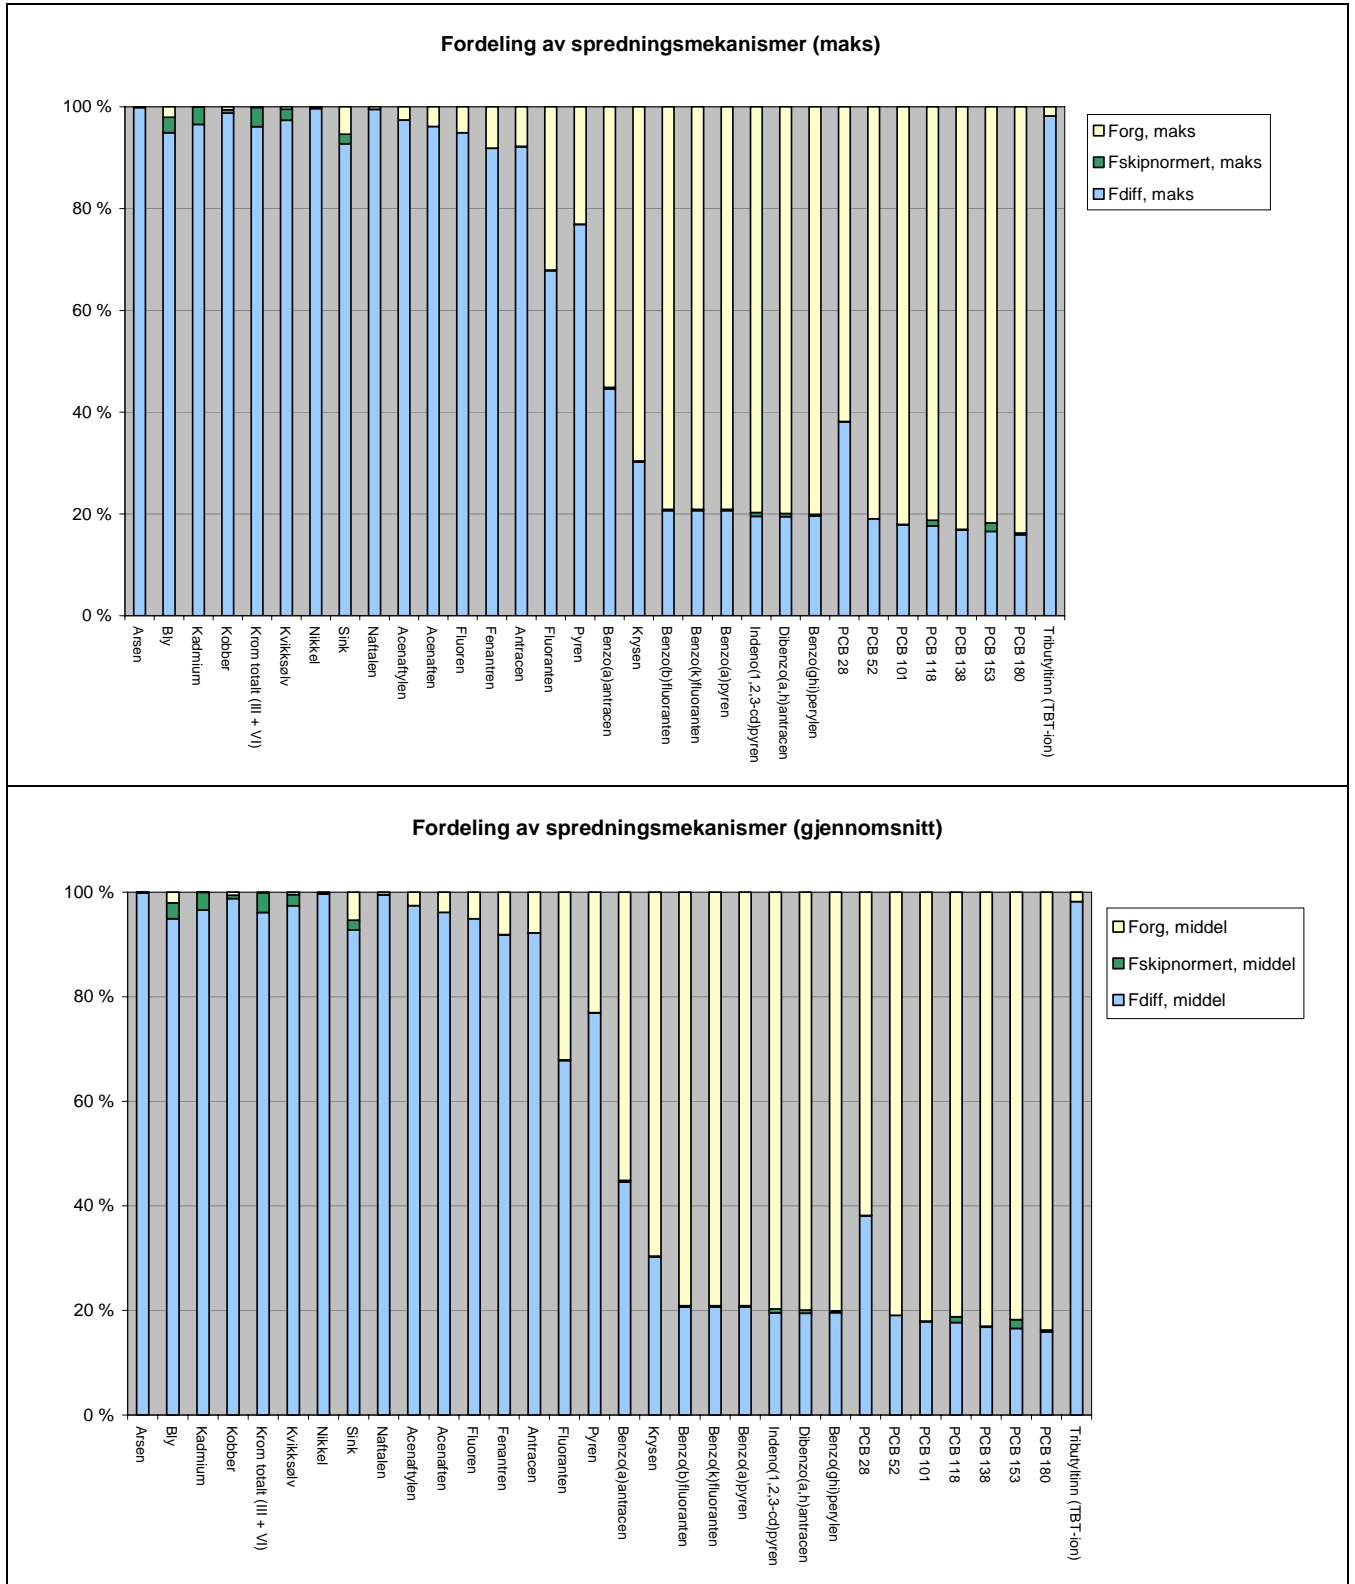 Fordeling av spredningsmekanismer (maks)
100 %
80 %
60 %
40 %
20 %
0 %
Forg, maks
Fskipnormert, maks
Fdiff, maks
Arsen
Bly
Kadmium
Kobber
Krom totalt (III + VI)
Kvikksølv
Nikkel
Sink
Naftalen
Acenaftylen
Acenaften
Fluoren
Fenantren
Antracen
Fluoranten
Pyren
Benzo(a)antracen
Krysen
Benzo(b)fluoranten
Benzo(k)fluoranten
Benzo(a)pyren
Indeno(1,2,3-cd)pyren
Dibenzo(a,h)antracen
Benzo(ghi)perylen
PCB 28
PCB 52
PCB 101
PCB 118
PCB 138
PCB 153
PCB 180
Tributyltinn (TBT-ion)
Fordeling av spredningsmekanismer (gjennomsnitt)
100 %
80 %
60 %
40 %
20 %
0 %
Forg, middel
Fskipnormert, middel
Fdiff, middel
Arsen
Bly
Kadmium
Kobber
Krom totalt (III + VI)
Kvikksølv
Nikkel
Sink
Naftalen
Acenaftylen
Acenaften
Fluoren
Fenantren
Antracen
Fluoranten
Pyren
Benzo(a)antracen
Krysen
Benzo(b)fluoranten
Benzo(k)fluoranten
Benzo(a)pyren
Indeno(1,2,3-cd)pyren
Dibenzo(a,h)antracen
Benzo(ghi)perylen
PCB 28
PCB 52
PCB 101
PCB 118
PCB 138
PCB 153
PCB 180
Tributyltinn (TBT-ion)